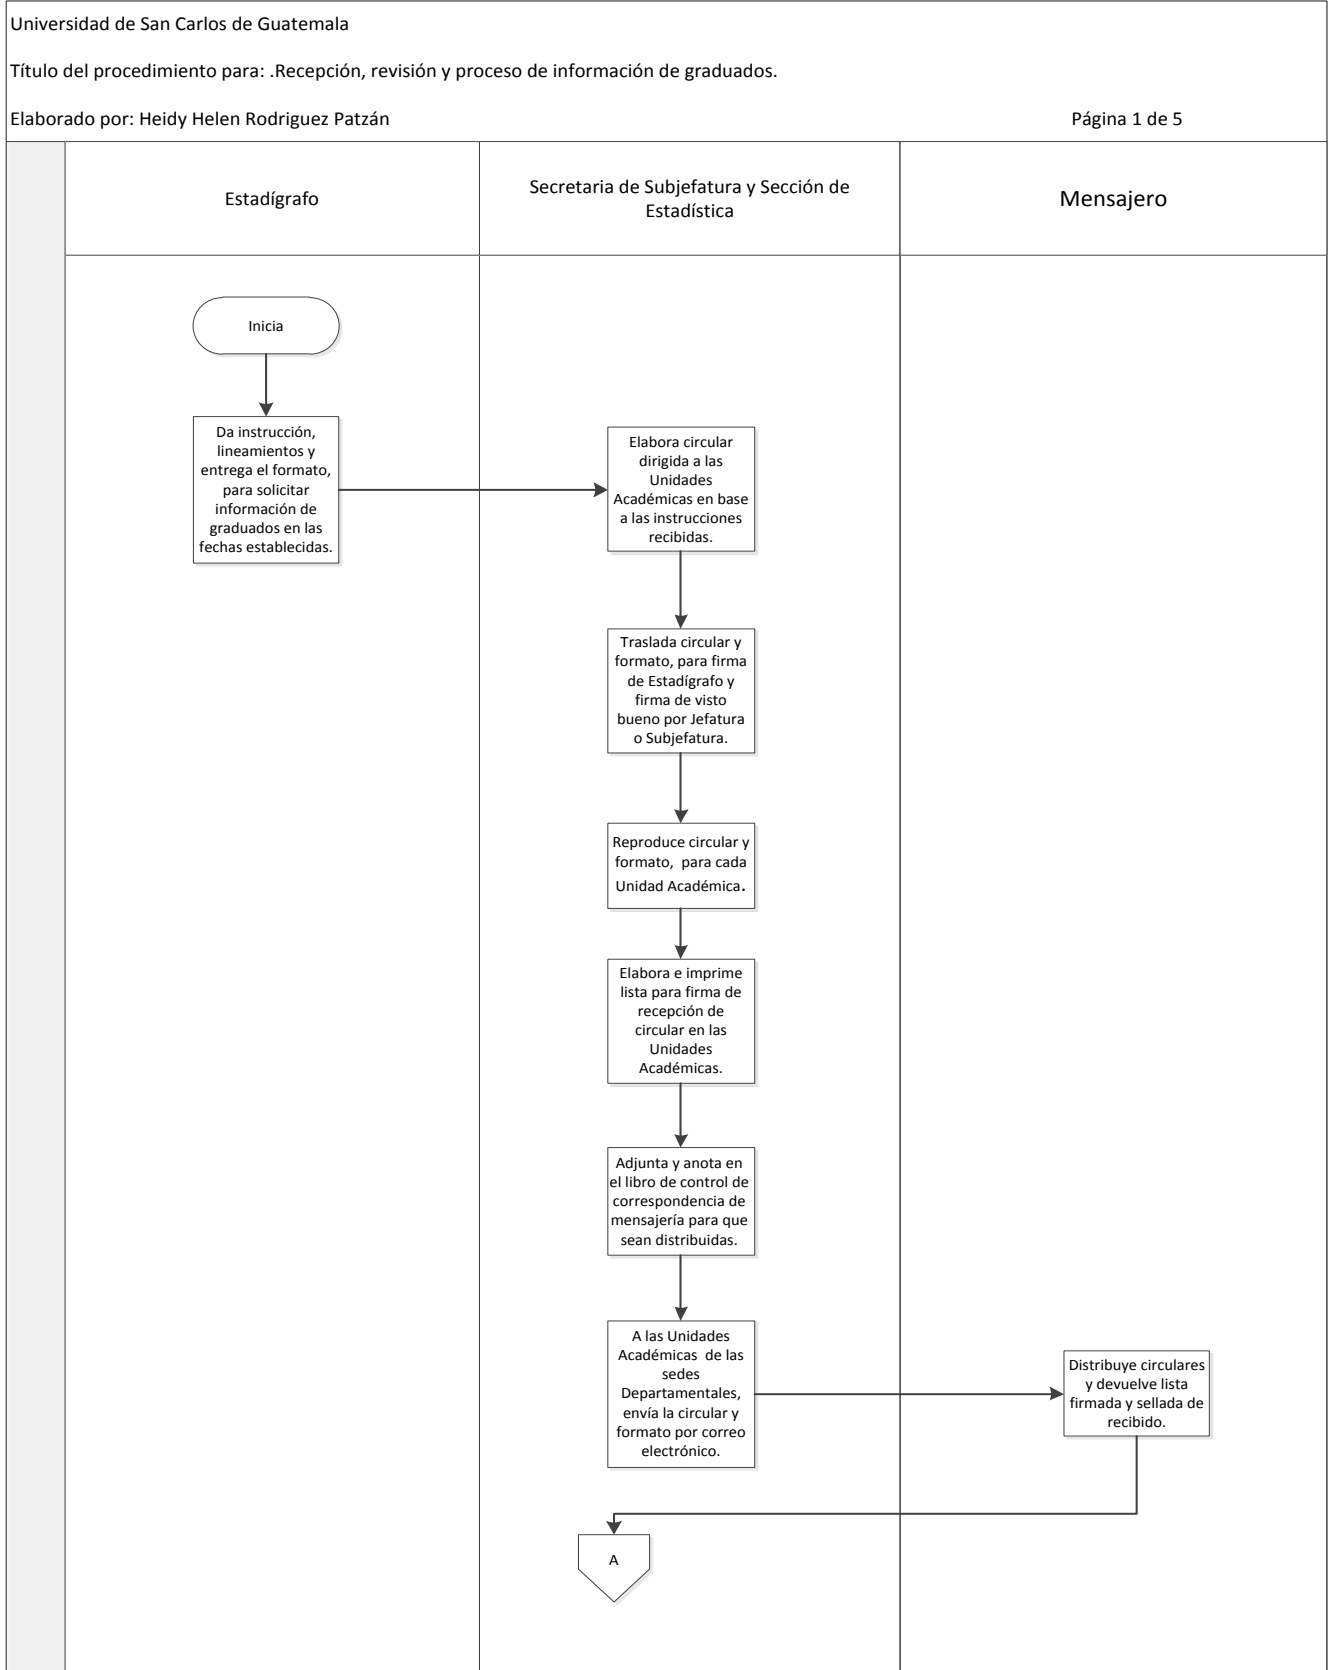 Universidad de San Carlos de Guatemala
Título del procedimiento para: .Recepción, revisión y proceso de información de graduados.
Elaborado por: Heidy Helen Rodriguez Patzán
Página 1 de 5
Estadígrafo
Secretaria de Subjefatura y Sección de
Estadística
Mensajero
Inicia
Da instrucción,
lineamientos y
entrega el formato,
para solicitar
información de
graduados en las
fechas establecidas.
Elabora circular
dirigida a las
Unidades
Académicas en base
a las instrucciones
recibidas.
Traslada circular y
formato, para firma
de Estadígrafo y
firma de visto
bueno por Jefatura
o Subjefatura.
Reproduce circular y
formato,  para cada
Unidad Académica.
Elabora e imprime
lista para firma de
recepción de
circular en las
Unidades
Académicas.
Adjunta y anota en
el libro de control de
correspondencia de
mensajería para que
sean distribuidas.
A las Unidades
Académicas  de las
sedes
Departamentales,
envía la circular y
formato por correo
electrónico.
Distribuye circulares
y devuelve lista
firmada y sellada de
recibido.
A